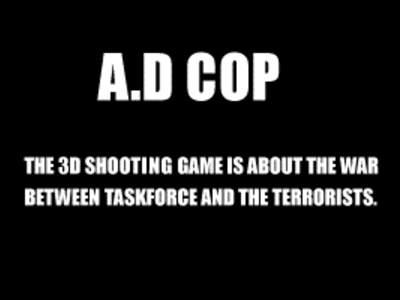 A.D COP
THE 3D SHOOTING GAME IS ABOUT THE WAR
BETWEEN TASKFORCE AND THE TERRORISTS.